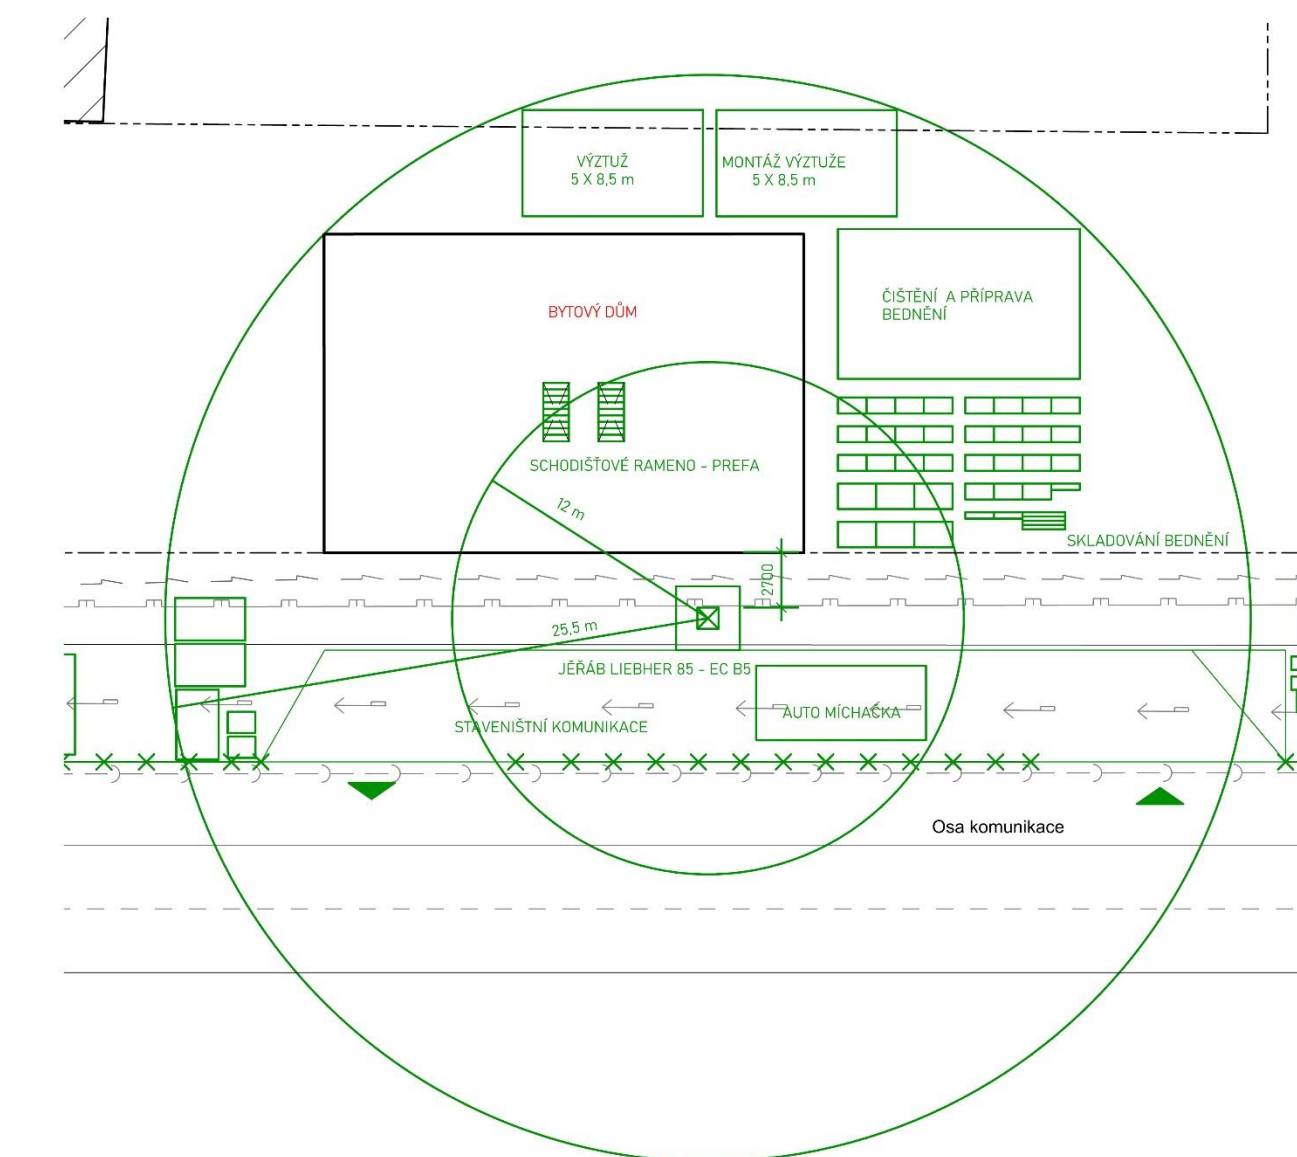 VÝZTUŽ
5 X 8,5 m
MONTÁŽ VÝZTUŽE
5 X 8,5 m
BYTOVÝ DŮM
ČIŠTĚNÍ A PŘÍPRAVA
BEDNĚNÍ
SCHODIŠŤOVÉ RAMENO - PREFA
12 m
SKLADOVÁNÍ BEDNĚNÍ
2700
25,5 m
JĚŘÁB LIEBHER 85 - EC B5
AUTO MÍCHAČKA
STAVENIŠTNÍ KOMUNIKACE
Osa komunikace